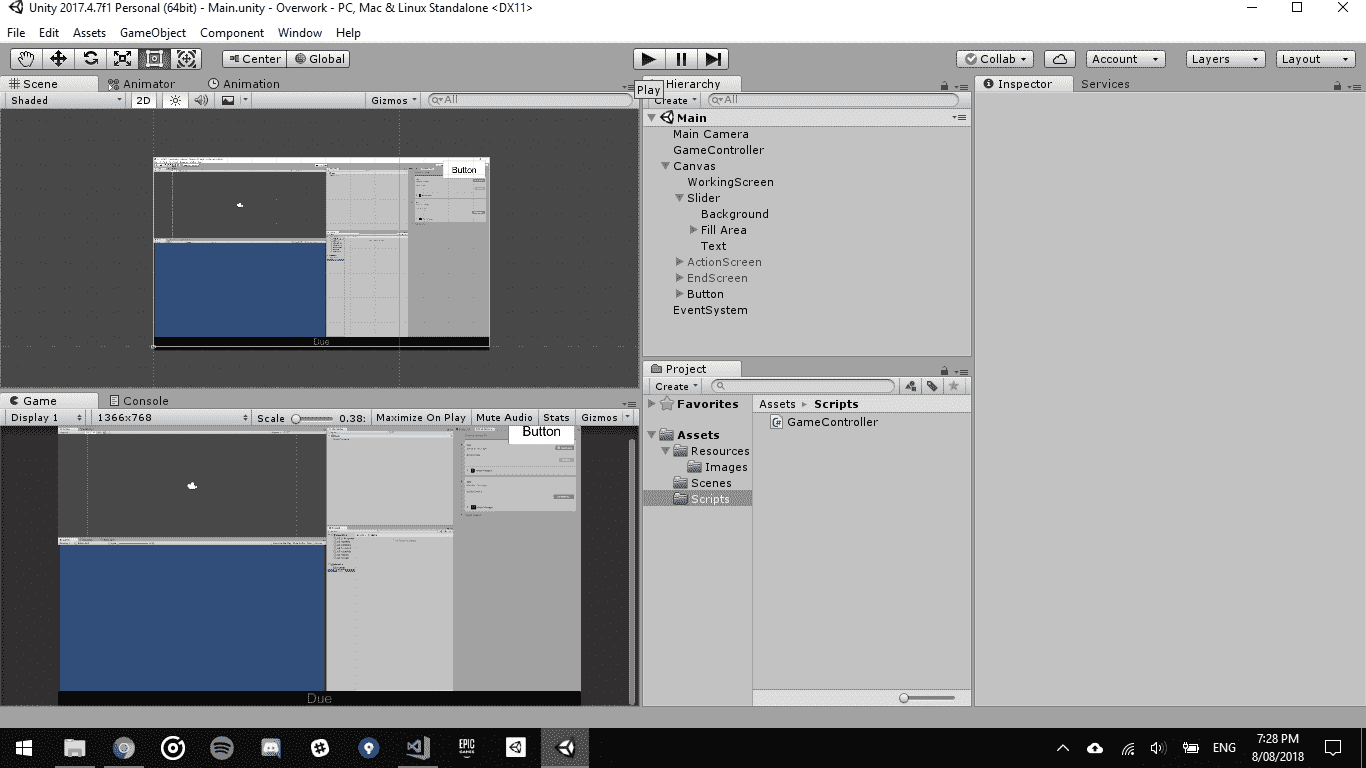 Unity 2017.4.7f1 Personal (64bit) - Main.unity - Overwork - PC, Mac & Linux Standalone <DX11>
File Edit Assets GameObject Component Window Help
Center Global Collab Account Layers Layout
Scene Animator Animation Play Hierarchy Inspector Services
Shaded 2D Gizmos All Create All
Main
Main Camera
GameController
Canvas
WorkingScreen
Slider
Background
Fill Area
Text
ActionScreen
EndScreen
Button
EventSystem
Button
Due
Game Console
Display 1 1366x768 Scale 0.38: Maximize On Play Mute Audio Stats Gizmos
Button
Due
Project
Create
Favorites
Assets
Resources
Images
Scenes
Scripts
Assets Scripts
GameController
EPIC
GAMES
ENG
7:28 PM
8/08/2018